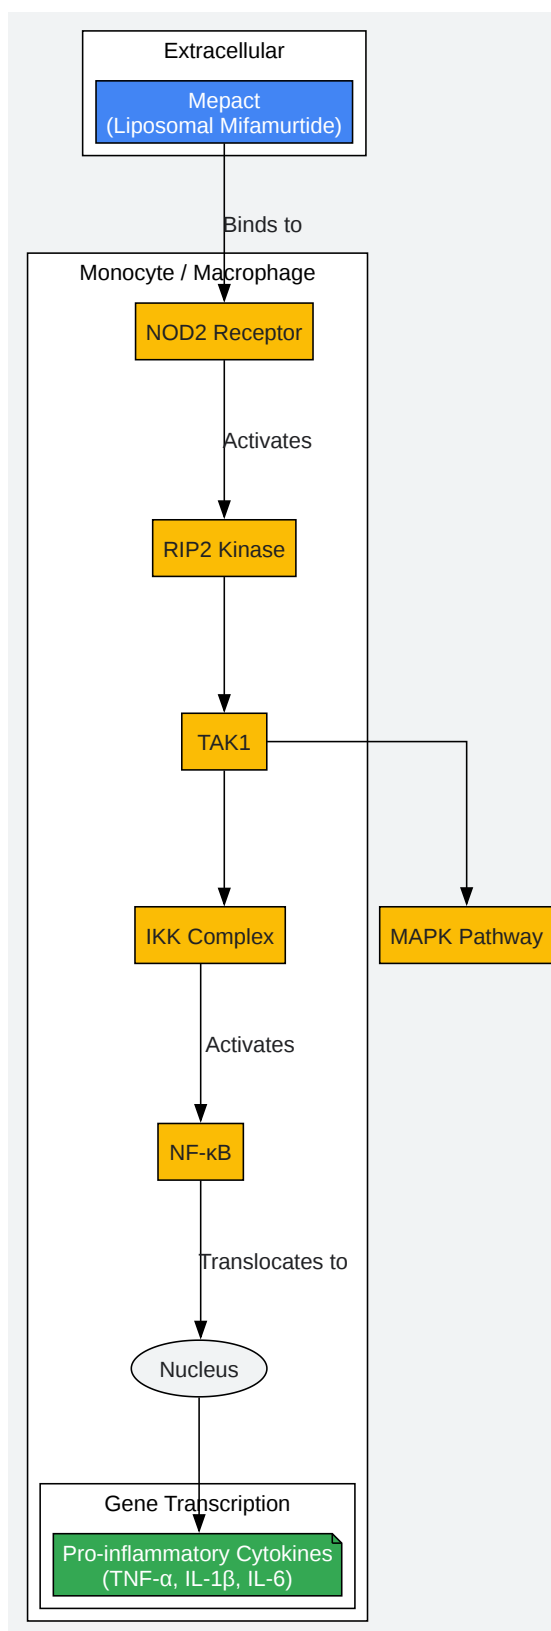 Extracellular
Mepact
(Liposomal Mifamurtide)
Binds to
Monocyte / Macrophage
NOD2 Receptor
Activates
RIP2 Kinase
TAK1
IKK Complex
MAPK Pathway
Activates
NF-κB
Translocates to
Nucleus
Gene Transcription
Pro-inflammatory Cytokines
(TNF-α, IL-1β, IL-6)